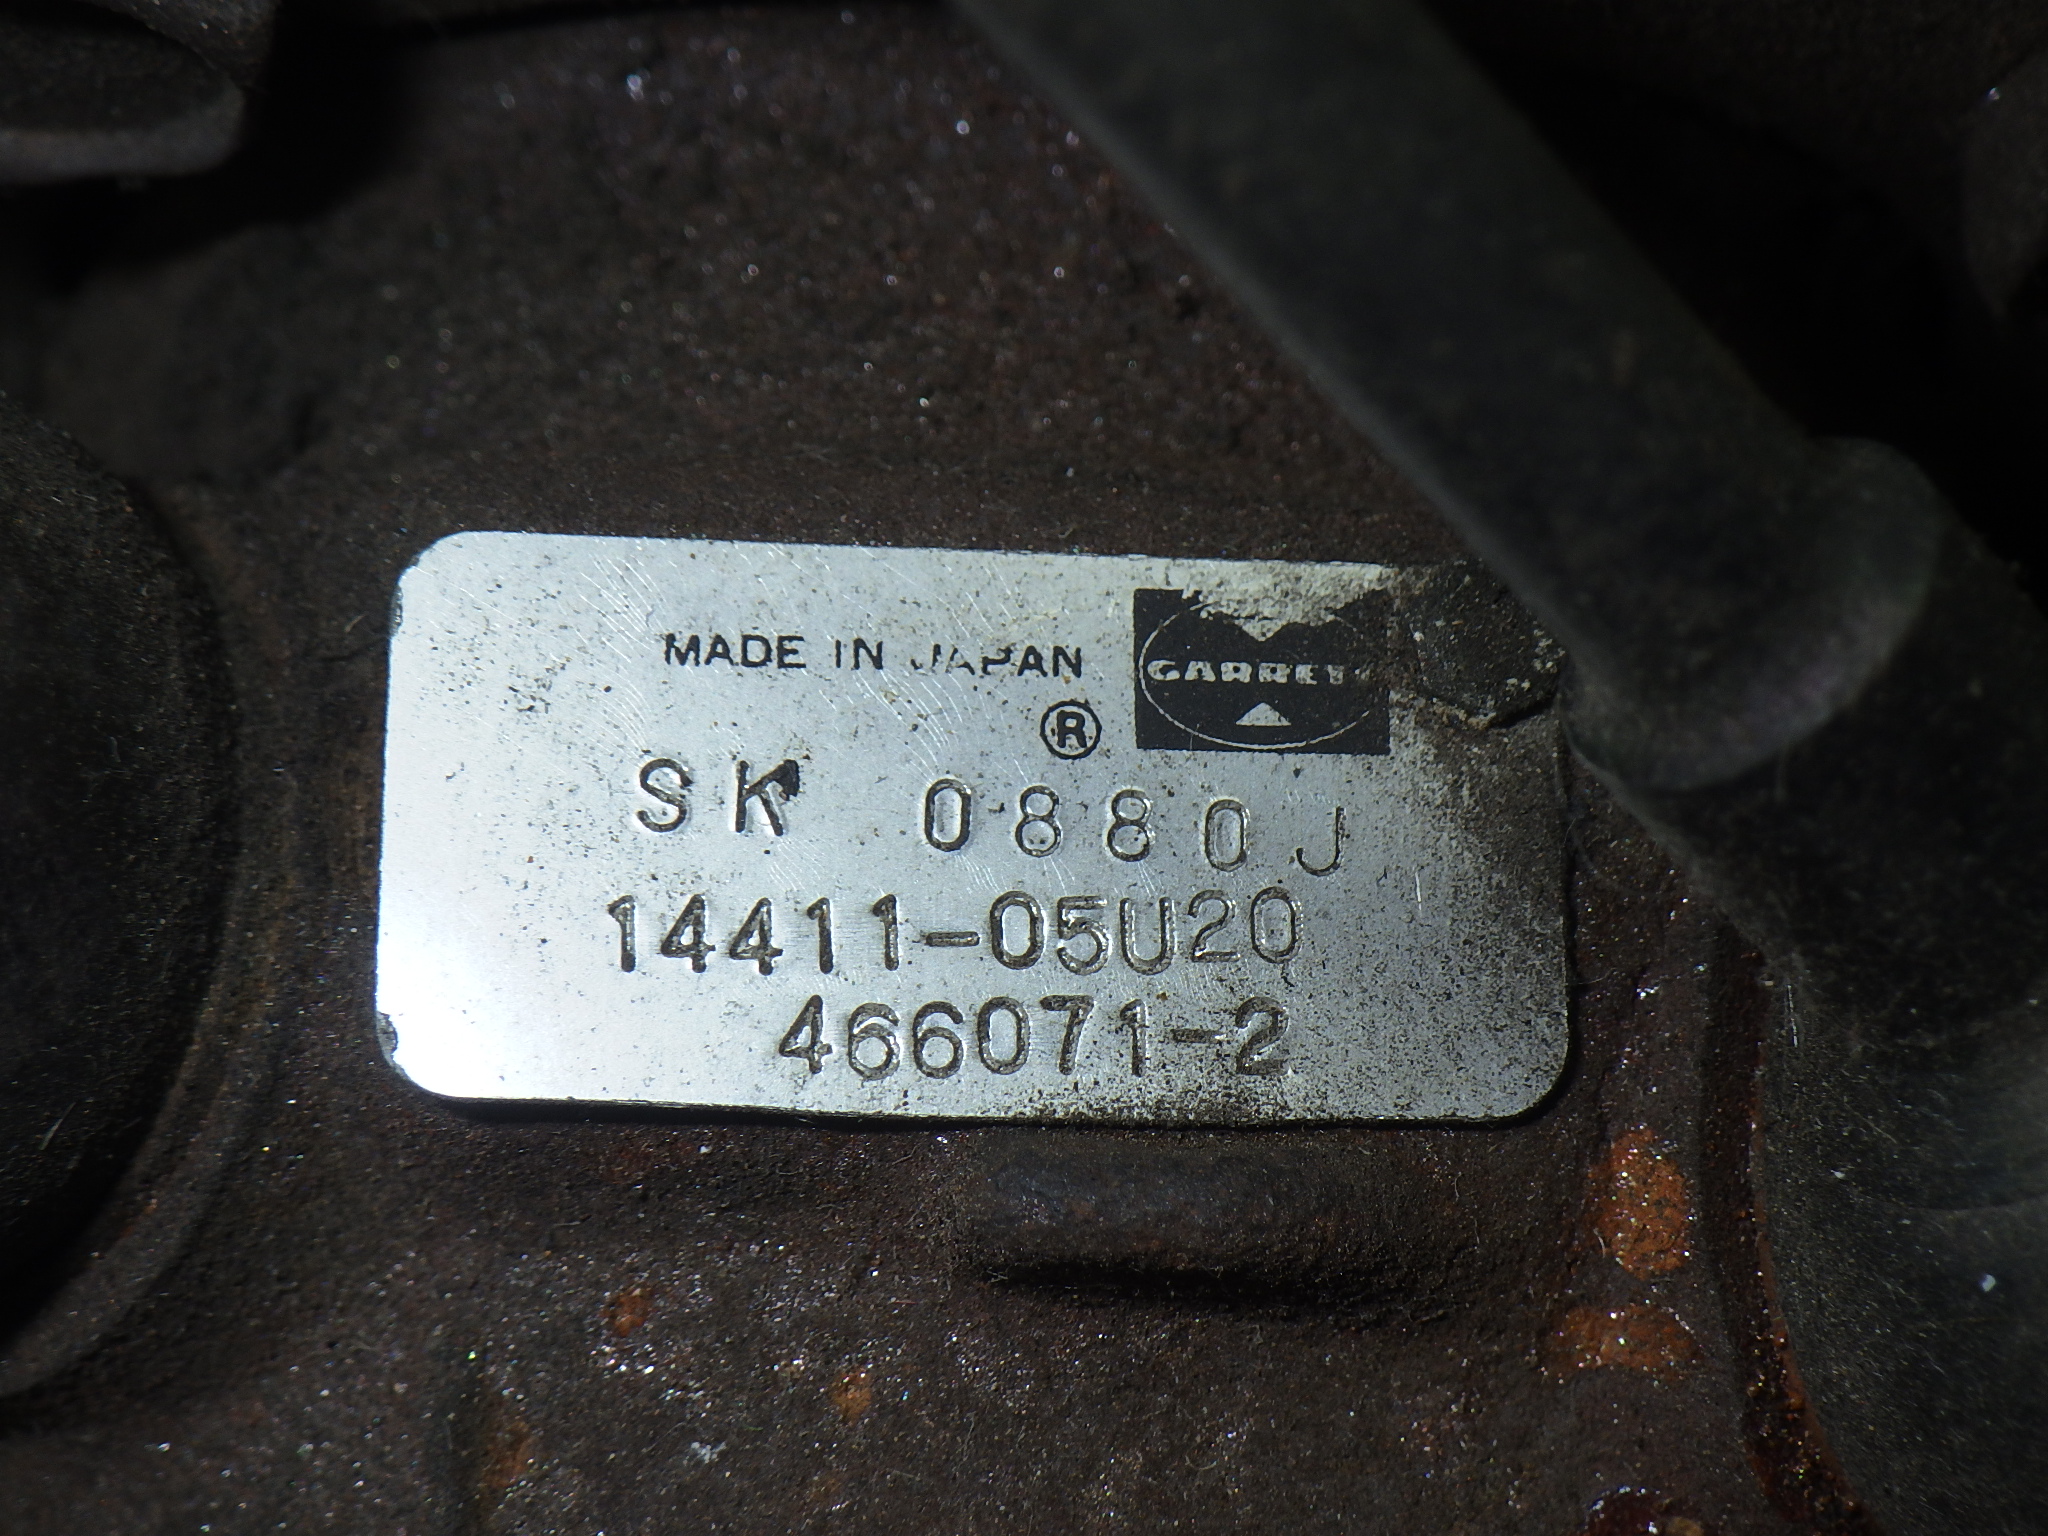 MADE IN JAPAN
GARRETT
®
SK 0880J
14411-05U20
466071-2